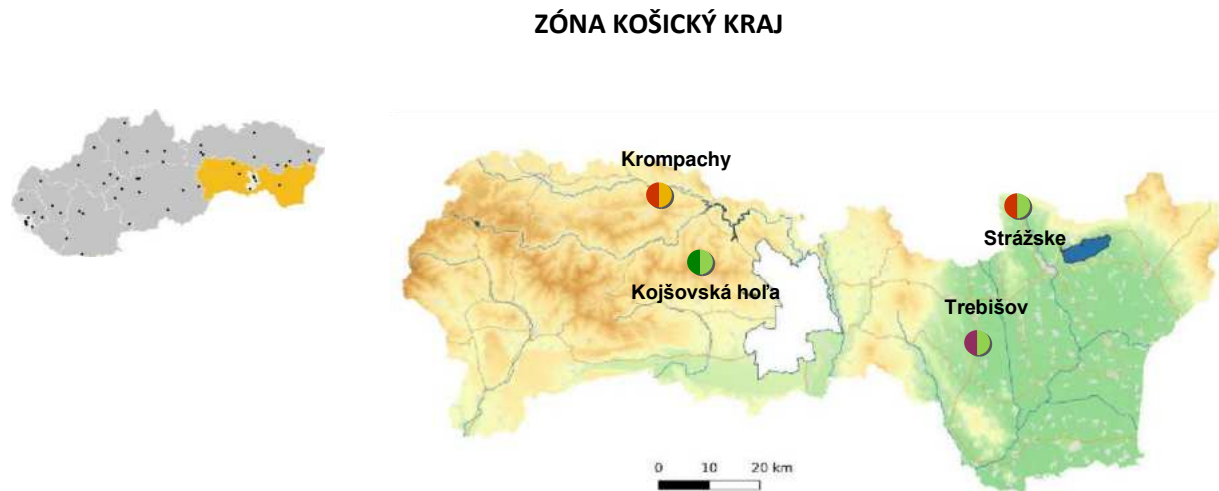 ZÓNA KOŠICKÝ KRAJ
Krompachy
Strážske
Kojšovská hoľa
Trebišov
0 10 20 km